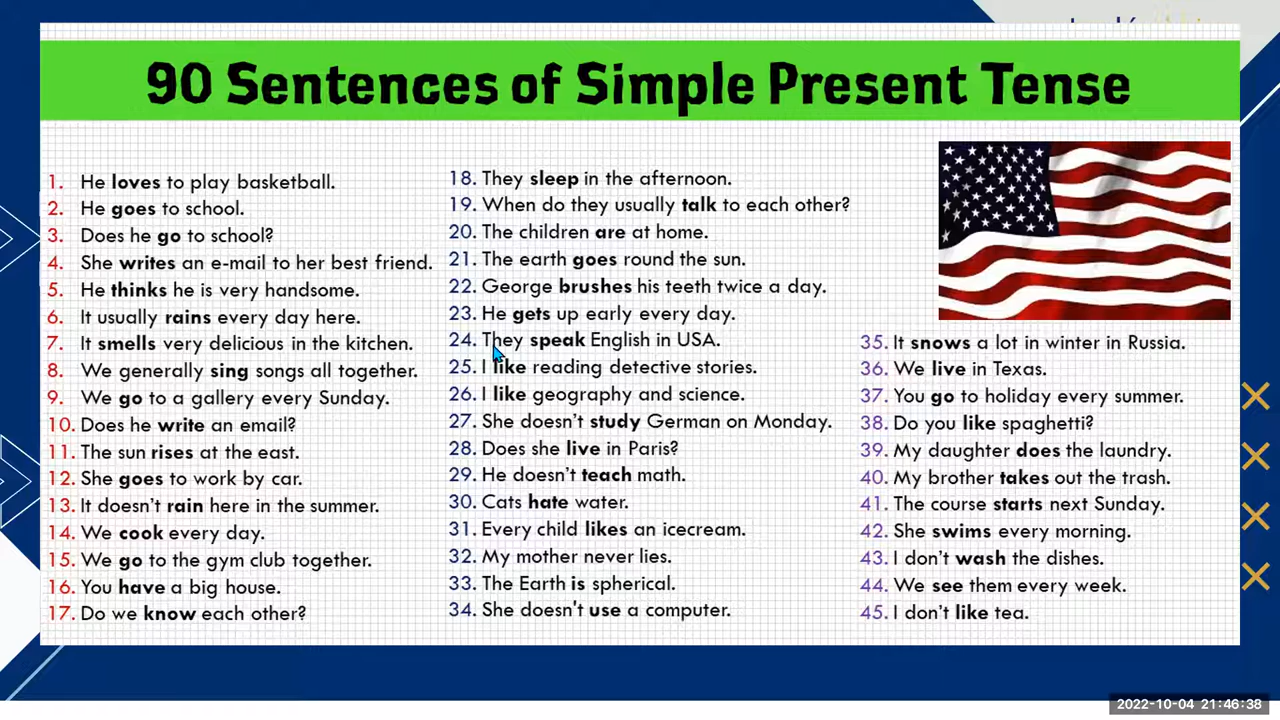 90 Sentences of Simple Present Tense
1. He loves to play basketball.
2. He goes to school.
3. Does he go to school?
4. She writes an e-mail to her best friend.
5. He thinks he is very handsome.
6. It usually rains every day here.
7. It smells very delicious in the kitchen.
8. We generally sing songs all together.
9. We go to a gallery every Sunday.
10. Does he write an email?
11. The sun rises at the east.
12. She goes to work by car.
13. It doesn't rain here in the summer.
14. We cook every day.
15. We go to the gym club together.
16. You have a big house.
17. Do we know each other?
18. They sleep in the afternoon.
19. When do they usually talk to each other?
20. The children are at home.
21. The earth goes round the sun.
22. George brushes his teeth twice a day.
23. He gets up early every day.
24. They speak English in USA.
25. I like reading detective stories.
26. I like geography and science.
27. She doesn't study German on Monday.
28. Does she live in Paris?
29. He doesn't teach math.
30. Cats hate water.
31. Every child likes an icecream.
32. My mother never lies.
33. The Earth is spherical.
34. She doesn't use a computer.
35. It snows a lot in winter in Russia.
36. We live in Texas.
37. You go to holiday every summer.
38. Do you like spaghetti?
39. My daughter does the laundry.
40. My brother takes out the trash.
41. The course starts next Sunday.
42. She swims every morning.
43. I don't wash the dishes.
44. We see them every week.
45. I don't like tea.
2022-10-04 21:46:38